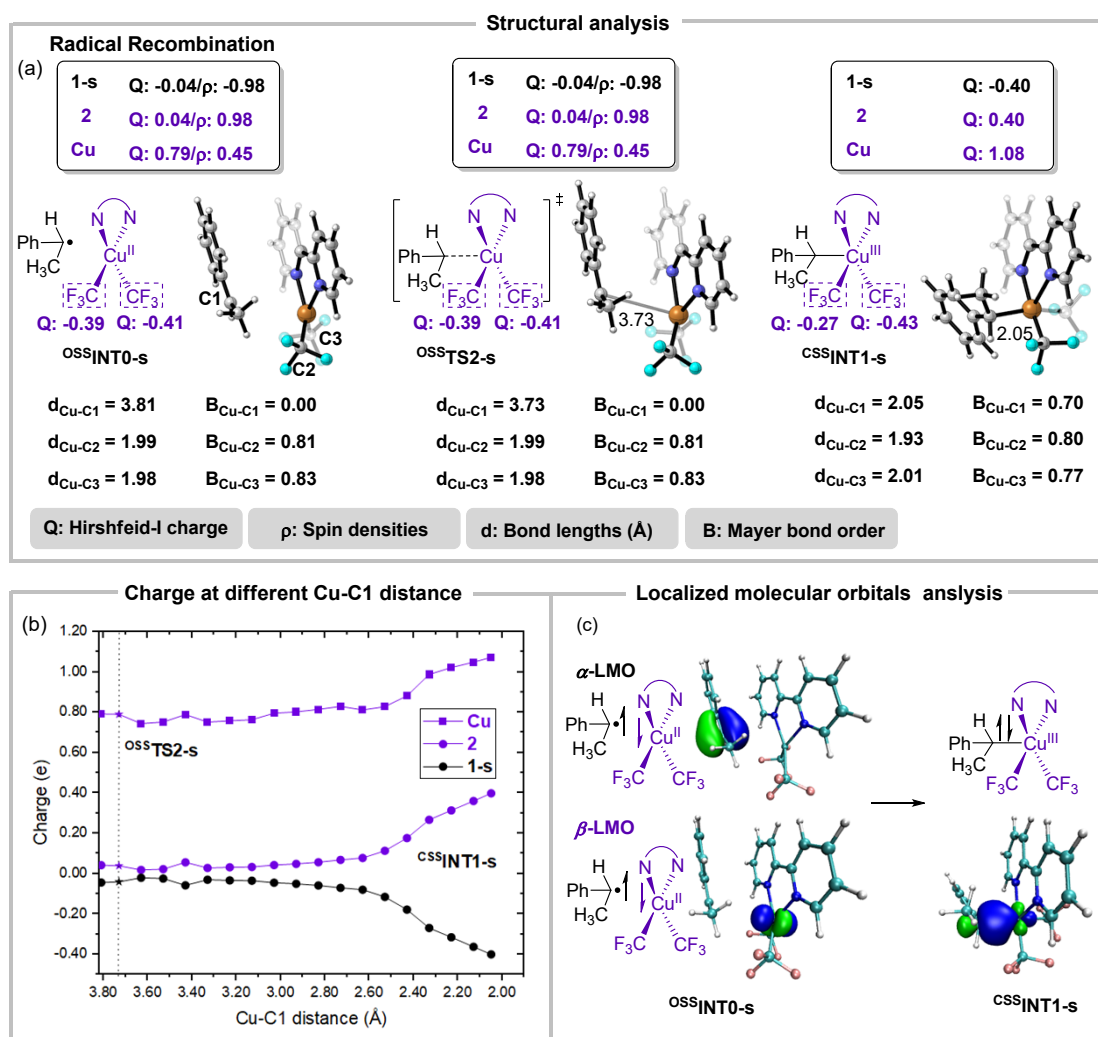 Structural analysis
Radical Recombination
(a)
1-s Q: -0.04/ρ: -0.98
2 Q: 0.04/ρ: 0.98
Cu Q: 0.79/ρ: 0.45
1-s Q: -0.04/ρ: -0.98
2 Q: 0.04/ρ: 0.98
Cu Q: 0.79/ρ: 0.45
1-s Q: -0.40
2 Q: 0.40
Cu Q: 1.08
H
Ph
H3C
N N
CuII
F3C CF3
Q: -0.39 Q: -0.41
OSSINT0-s
C1
C3
C2
‡
H
Ph
H3C
N N
Cu
F3C CF3
Q: -0.39 Q: -0.41
OSSTS2-s
3.73
H
Ph
H3C
N N
CuIII
F3C CF3
Q: -0.27 Q: -0.43
CSSINT1-s
2.05
dCu-C1 = 3.81 BCu-C1 = 0.00 dCu-C1 = 3.73 BCu-C1 = 0.00 dCu-C1 = 2.05 BCu-C1 = 0.70
dCu-C2 = 1.99 BCu-C2 = 0.81 dCu-C2 = 1.99 BCu-C2 = 0.81 dCu-C2 = 1.93 BCu-C2 = 0.80
dCu-C3 = 1.98 BCu-C3 = 0.83 dCu-C3 = 1.98 BCu-C3 = 0.83 dCu-C3 = 2.01 BCu-C3 = 0.77
Q: Hirshfeid-I charge ρ: Spin densities d: Bond lengths (Å) B: Mayer bond order
Charge at different Cu-C1 distance
(b)
Charge (e)
1.20
1.00
0.80
0.60
0.40
0.20
0.00
-0.20
-0.40
OSSTS2-s
Cu
2
1-s
CSSINT1-s
3.80 3.60 3.40 3.20 3.00 2.80 2.60 2.40 2.20 2.00
Cu-C1 distance (Å)
Localized molecular orbitals anslysis
(c)
α-LMO
H
Ph
H3C
N N
CuII
F3C CF3
β-LMO
H
Ph
H3C
N N
CuII
F3C CF3
OSSINT0-s
H
Ph
H3C
N N
CuIII
F3C CF3
CSSINT1-s